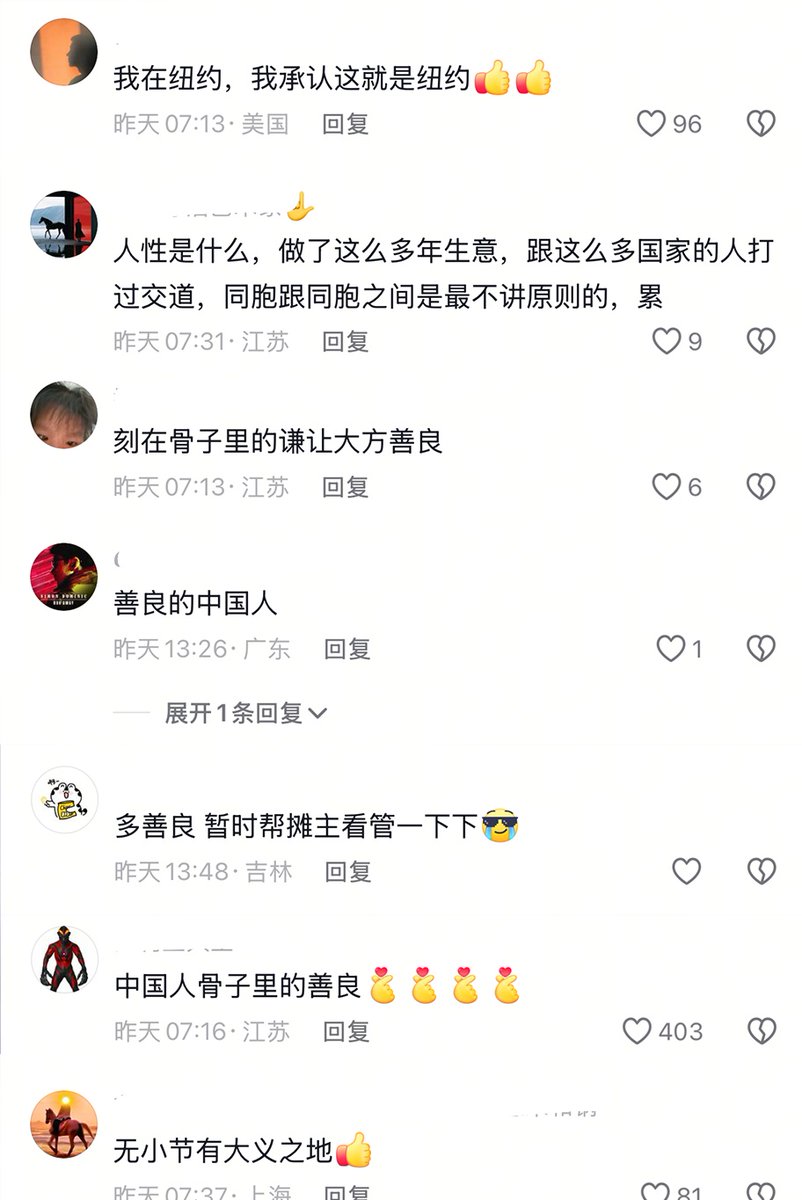 我在纽约，我承认这就是纽约👍👍
昨天 07:13 · 美国 回复 96
人性是什么，做了这么多年生意，跟这么多国家的人打
过交道，同胞跟同胞之间是最不讲原则的，累
昨天 07:31 · 江苏 回复 9
刻在骨子里的谦让大方善良
昨天 07:13 · 江苏 回复 6
善良的中国人
昨天 13:26 · 广东 回复 1
展开1条回复
多善良 暂时帮摊主看管一下下
昨天 13:48 · 吉林 回复
中国人骨子里的善良
昨天 07:16 · 江苏 回复 403
无小节有大义之地👍
昨天 07:37 · 上海 回复 81